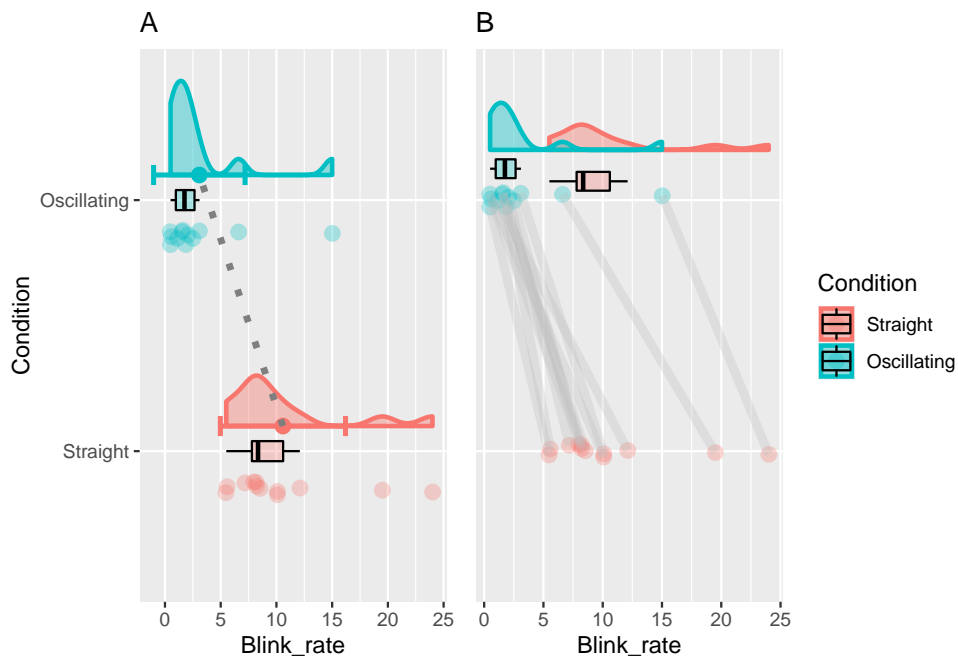 A
B
Condition
Oscillating
Straight
0 5 10 15 20 25
0 5 10 15 20 25
Blink_rate
Blink_rate
Condition
Straight
Oscillating